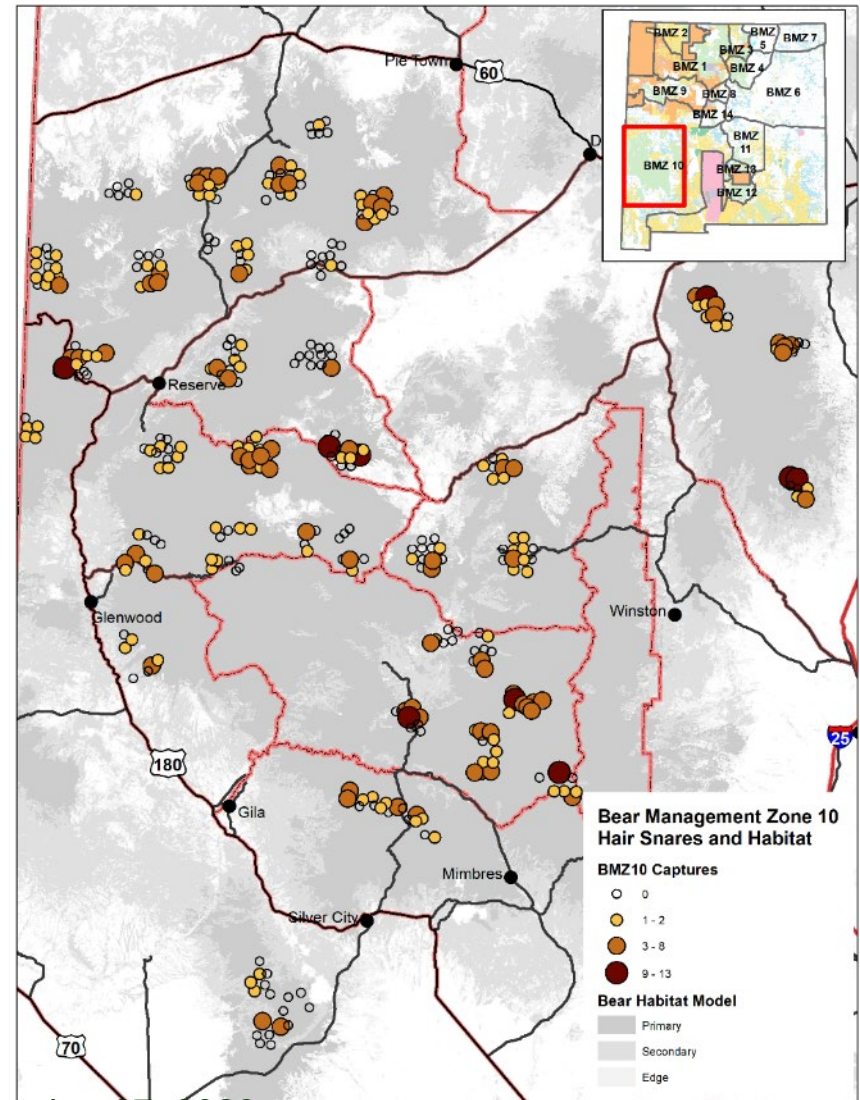 Pie Town
60
D
BMZ 2
BMZ
5
BMZ 7
BMZ 3
BMZ 1
BMZ 4
BMZ 9
BMZ 8
BMZ 6
BMZ 14
BMZ
11
BMZ 10
BMZ 13
BMZ 12
Reserve
Glenwood
Winston
180
25
Gila
Mimbres
Silver City
70
Bear Management Zone 10
Hair Snares and Habitat
BMZ10 Captures
0
1 - 2
3 - 8
9 - 13
Bear Habitat Model
Primary
Secondary
Edge